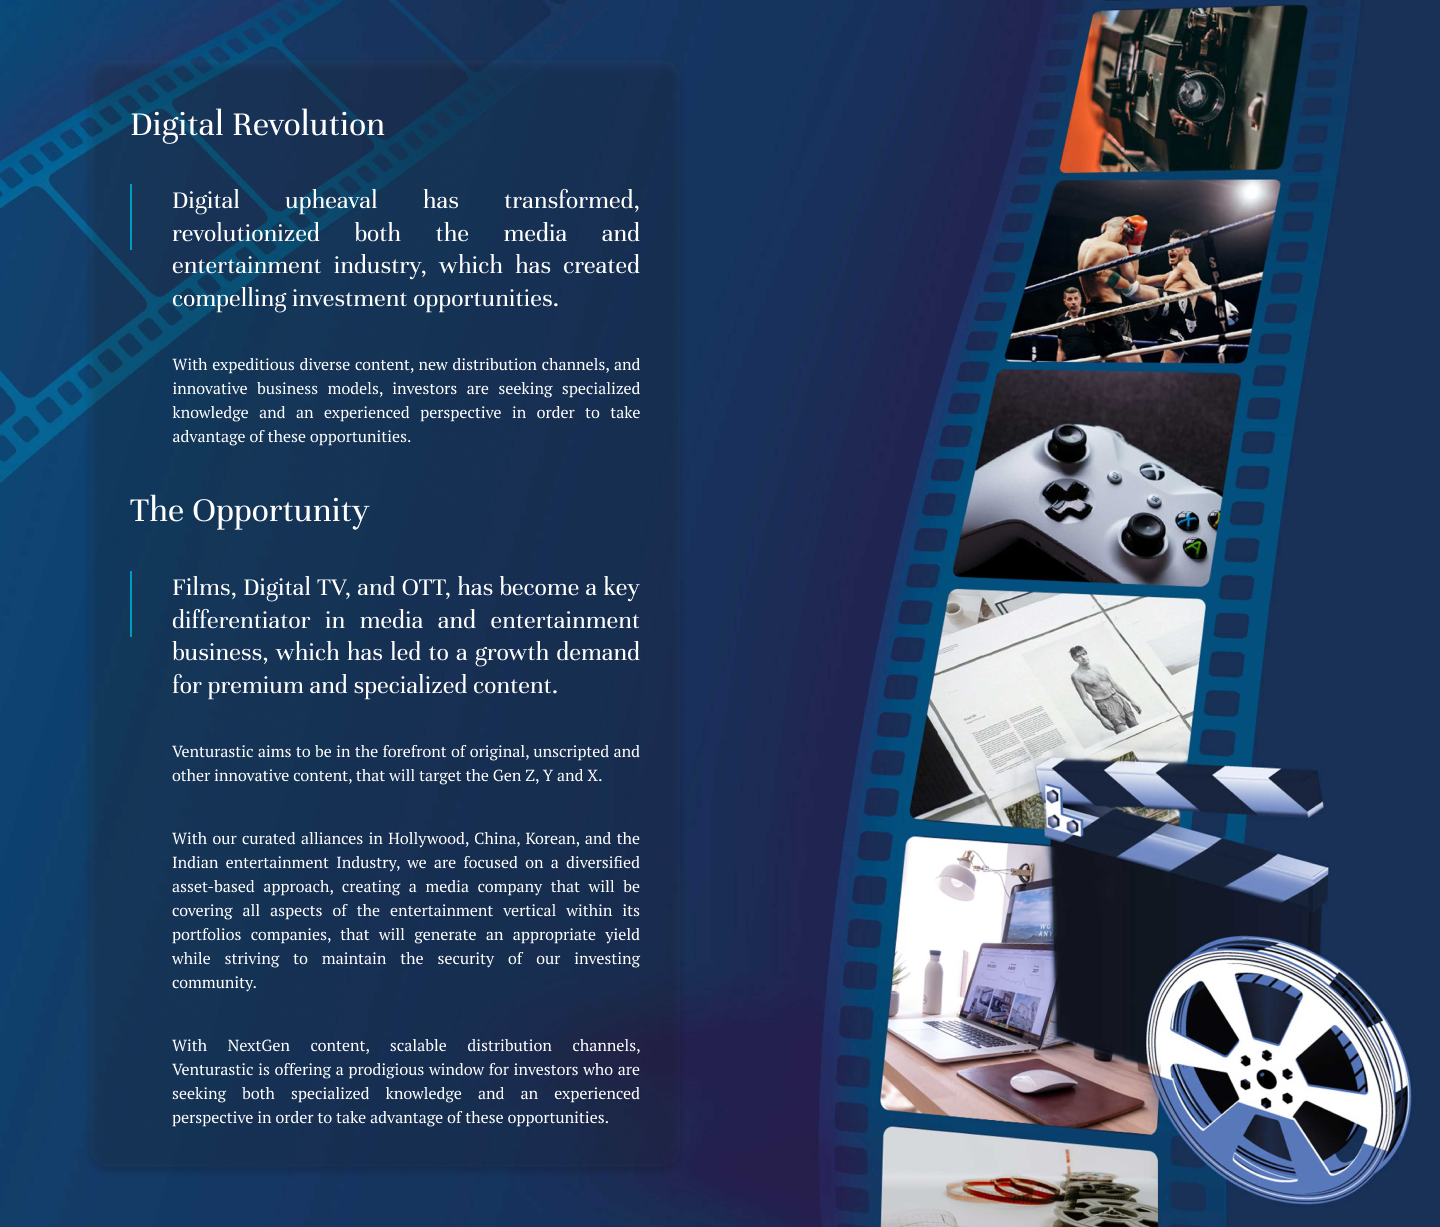 Digital Revolution
Digital upheaval has transformed,
revolutionized both the media and
entertainment industry, which has created
compelling investment opportunities.
With expeditious diverse content, new distribution channels, and
innovative business models, investors are seeking specialized
knowledge and an experienced perspective in order to take
advantage of these opportunities.
The Opportunity
Films, Digital TV, and OTT, has become a key
differentiator in media and entertainment
business, which has led to a growth demand
for premium and specialized content.
Venturastic aims to be in the forefront of original, unscripted and
other innovative content, that will target the Gen Z, Y and X.
With our curated alliances in Hollywood, China, Korean, and the
Indian entertainment Industry, we are focused on a diversified
asset-based approach, creating a media company that will be
covering all aspects of the entertainment vertical within its
portfolios companies, that will generate an appropriate yield
while striving to maintain the security of our investing
community.
With NextGen content, scalable distribution channels,
Venturastic is offering a prodigious window for investors who are
seeking both specialized knowledge and an experienced
perspective in order to take advantage of these opportunities.